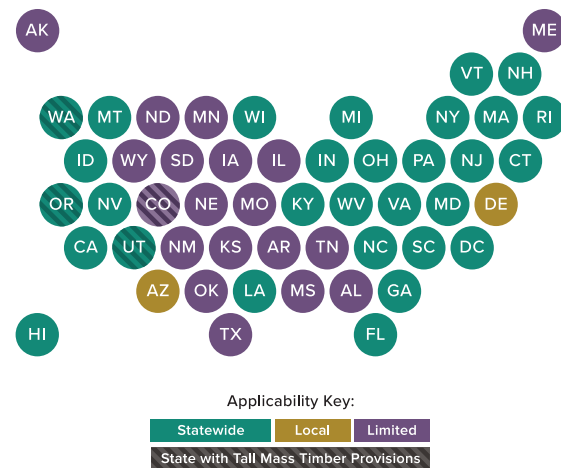 AK ME
VT NH
WA MT ND MN WI MI NY MA RI
ID WY SD IA IL IN OH PA NJ CT
OR NV CO NE MO KY WV VA MD DE
CA UT NM KS AR TN NC SC DC
AZ OK LA MS AL GA
HI TX FL
Applicability Key:
Statewide Local Limited
State with Tall Mass Timber Provisions